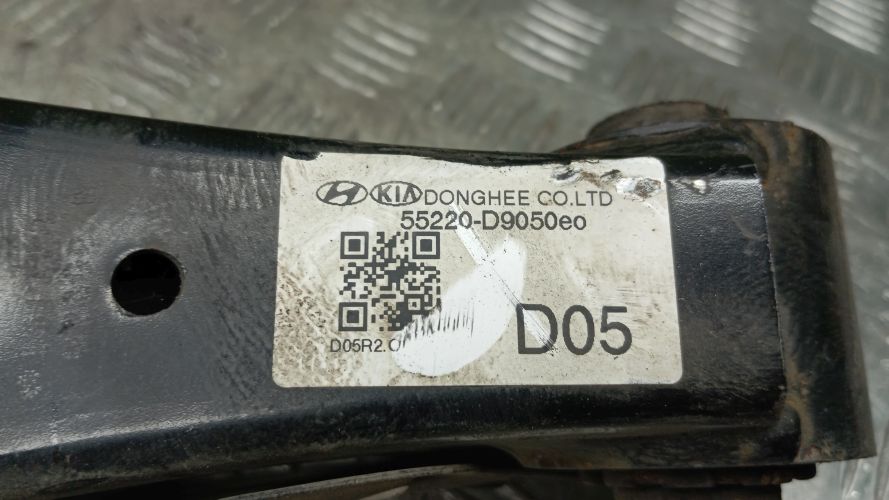 KIA DONGHEE CO.LTD
55220-D9050eo
D05R2.
D05